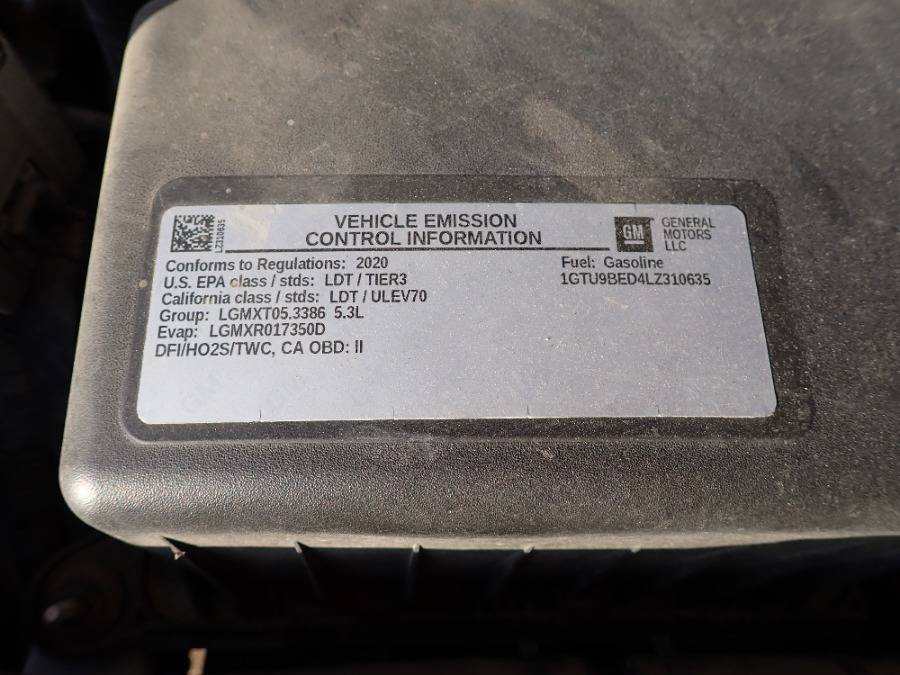 LZ310635
VEHICLE EMISSION
CONTROL INFORMATION
GM
GENERAL
MOTORS
LLC
Conforms to Regulations: 2020
Fuel: Gasoline
U.S. EPA class / stds: LDT / TIER3
1GTU9BED4LZ310635
California class / stds: LDT / ULEV70
Group: LGMXT05.3386 5.3L
Evap: LGMXR017350D
DFI/HO2S/TWC, CA OBD: II